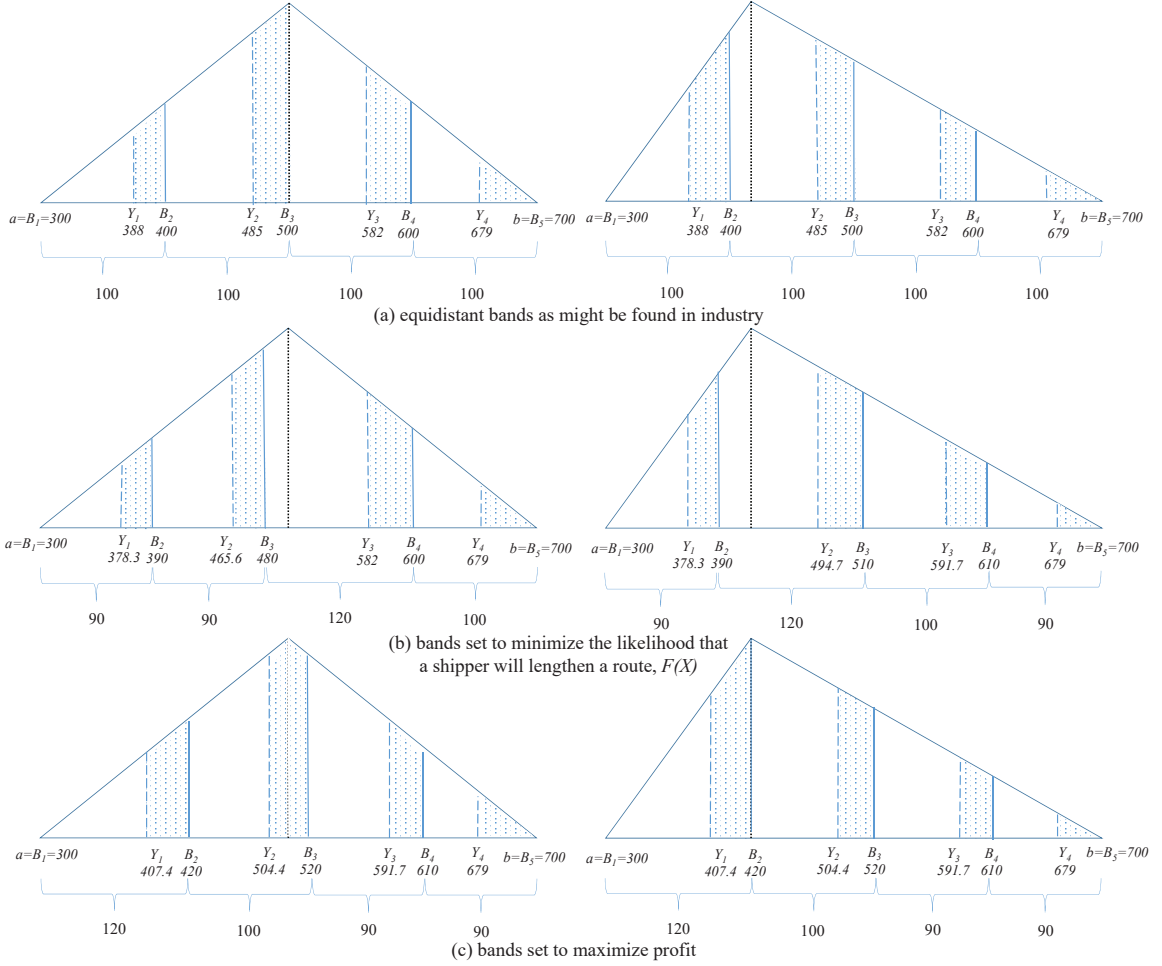 a=B1=300 Y1 B2 Y2 B3 Y3 B4 Y4 b=B5=700
388 400 485 500 582 600 679
100 100 100 100
a=B1=300 Y1 B2 Y2 B3 Y3 B4 Y4 b=B5=700
388 400 485 500 582 600 679
100 100 100 100
(a) equidistant bands as might be found in industry
a=B1=300 Y1 B2 Y2 B3 Y3 B4 Y4 b=B5=700
378.3 390 465.6 480 582 600 679
90 90 120 100
a=B1=300 Y1 B2 Y2 B3 Y3 B4 Y4 b=B5=700
378.3 390 494.7 510 591.7 610 679
90 120 100 90
(b) bands set to minimize the likelihood that
a shipper will lengthen a route, F(X)
a=B1=300 Y1 B2 Y2 B3 Y3 B4 Y4 b=B5=700
407.4 420 504.4 520 591.7 610 679
120 100 90 90
a=B1=300 Y1 B2 Y2 B3 Y3 B4 Y4 b=B5=700
407.4 420 504.4 520 591.7 610 679
120 100 90 90
(c) bands set to maximize profit